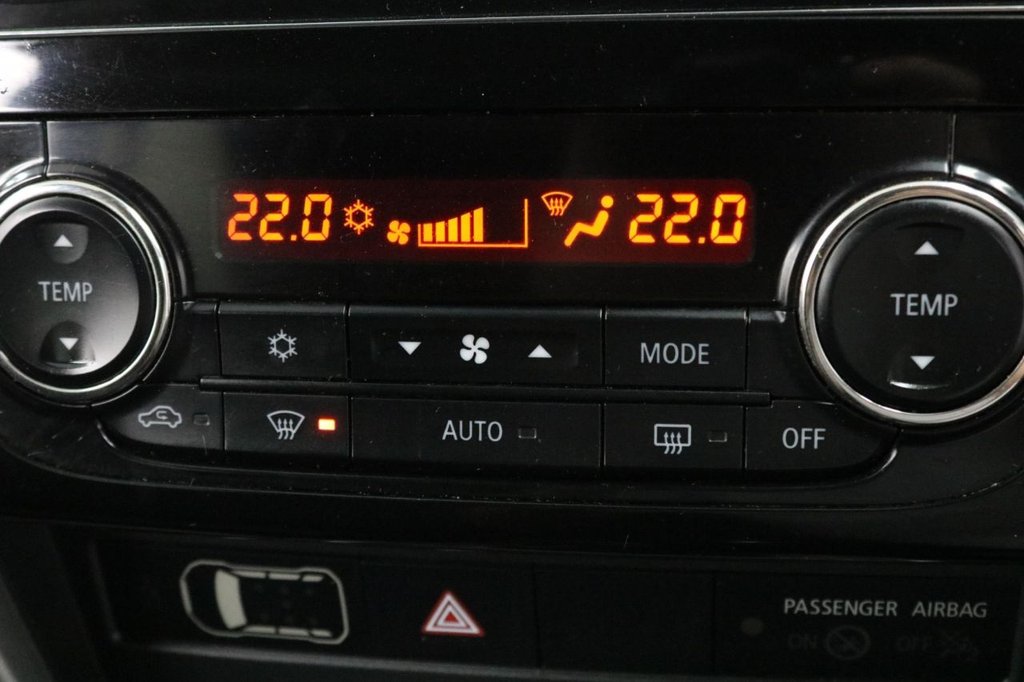 22.0 22.0
TEMP
TEMP
MODE
AUTO
OFF
PASSENGER AIRBAG
ON OFF